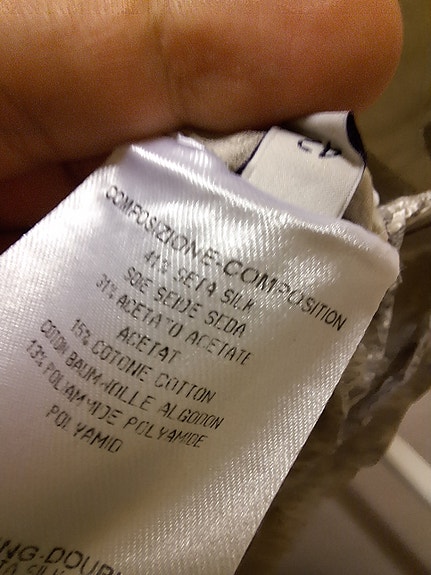 42
COMPOSIZIONE-COMPOSITION
41% SETA SILK
SOIE SEIDE SEDA
31% ACETATO ACETATE
ACETAT
15% COTONE COTTON
COTON BAUMWOLLE ALGODON
13% POLIAMMIDE POLYAMIDE
POLYAMID